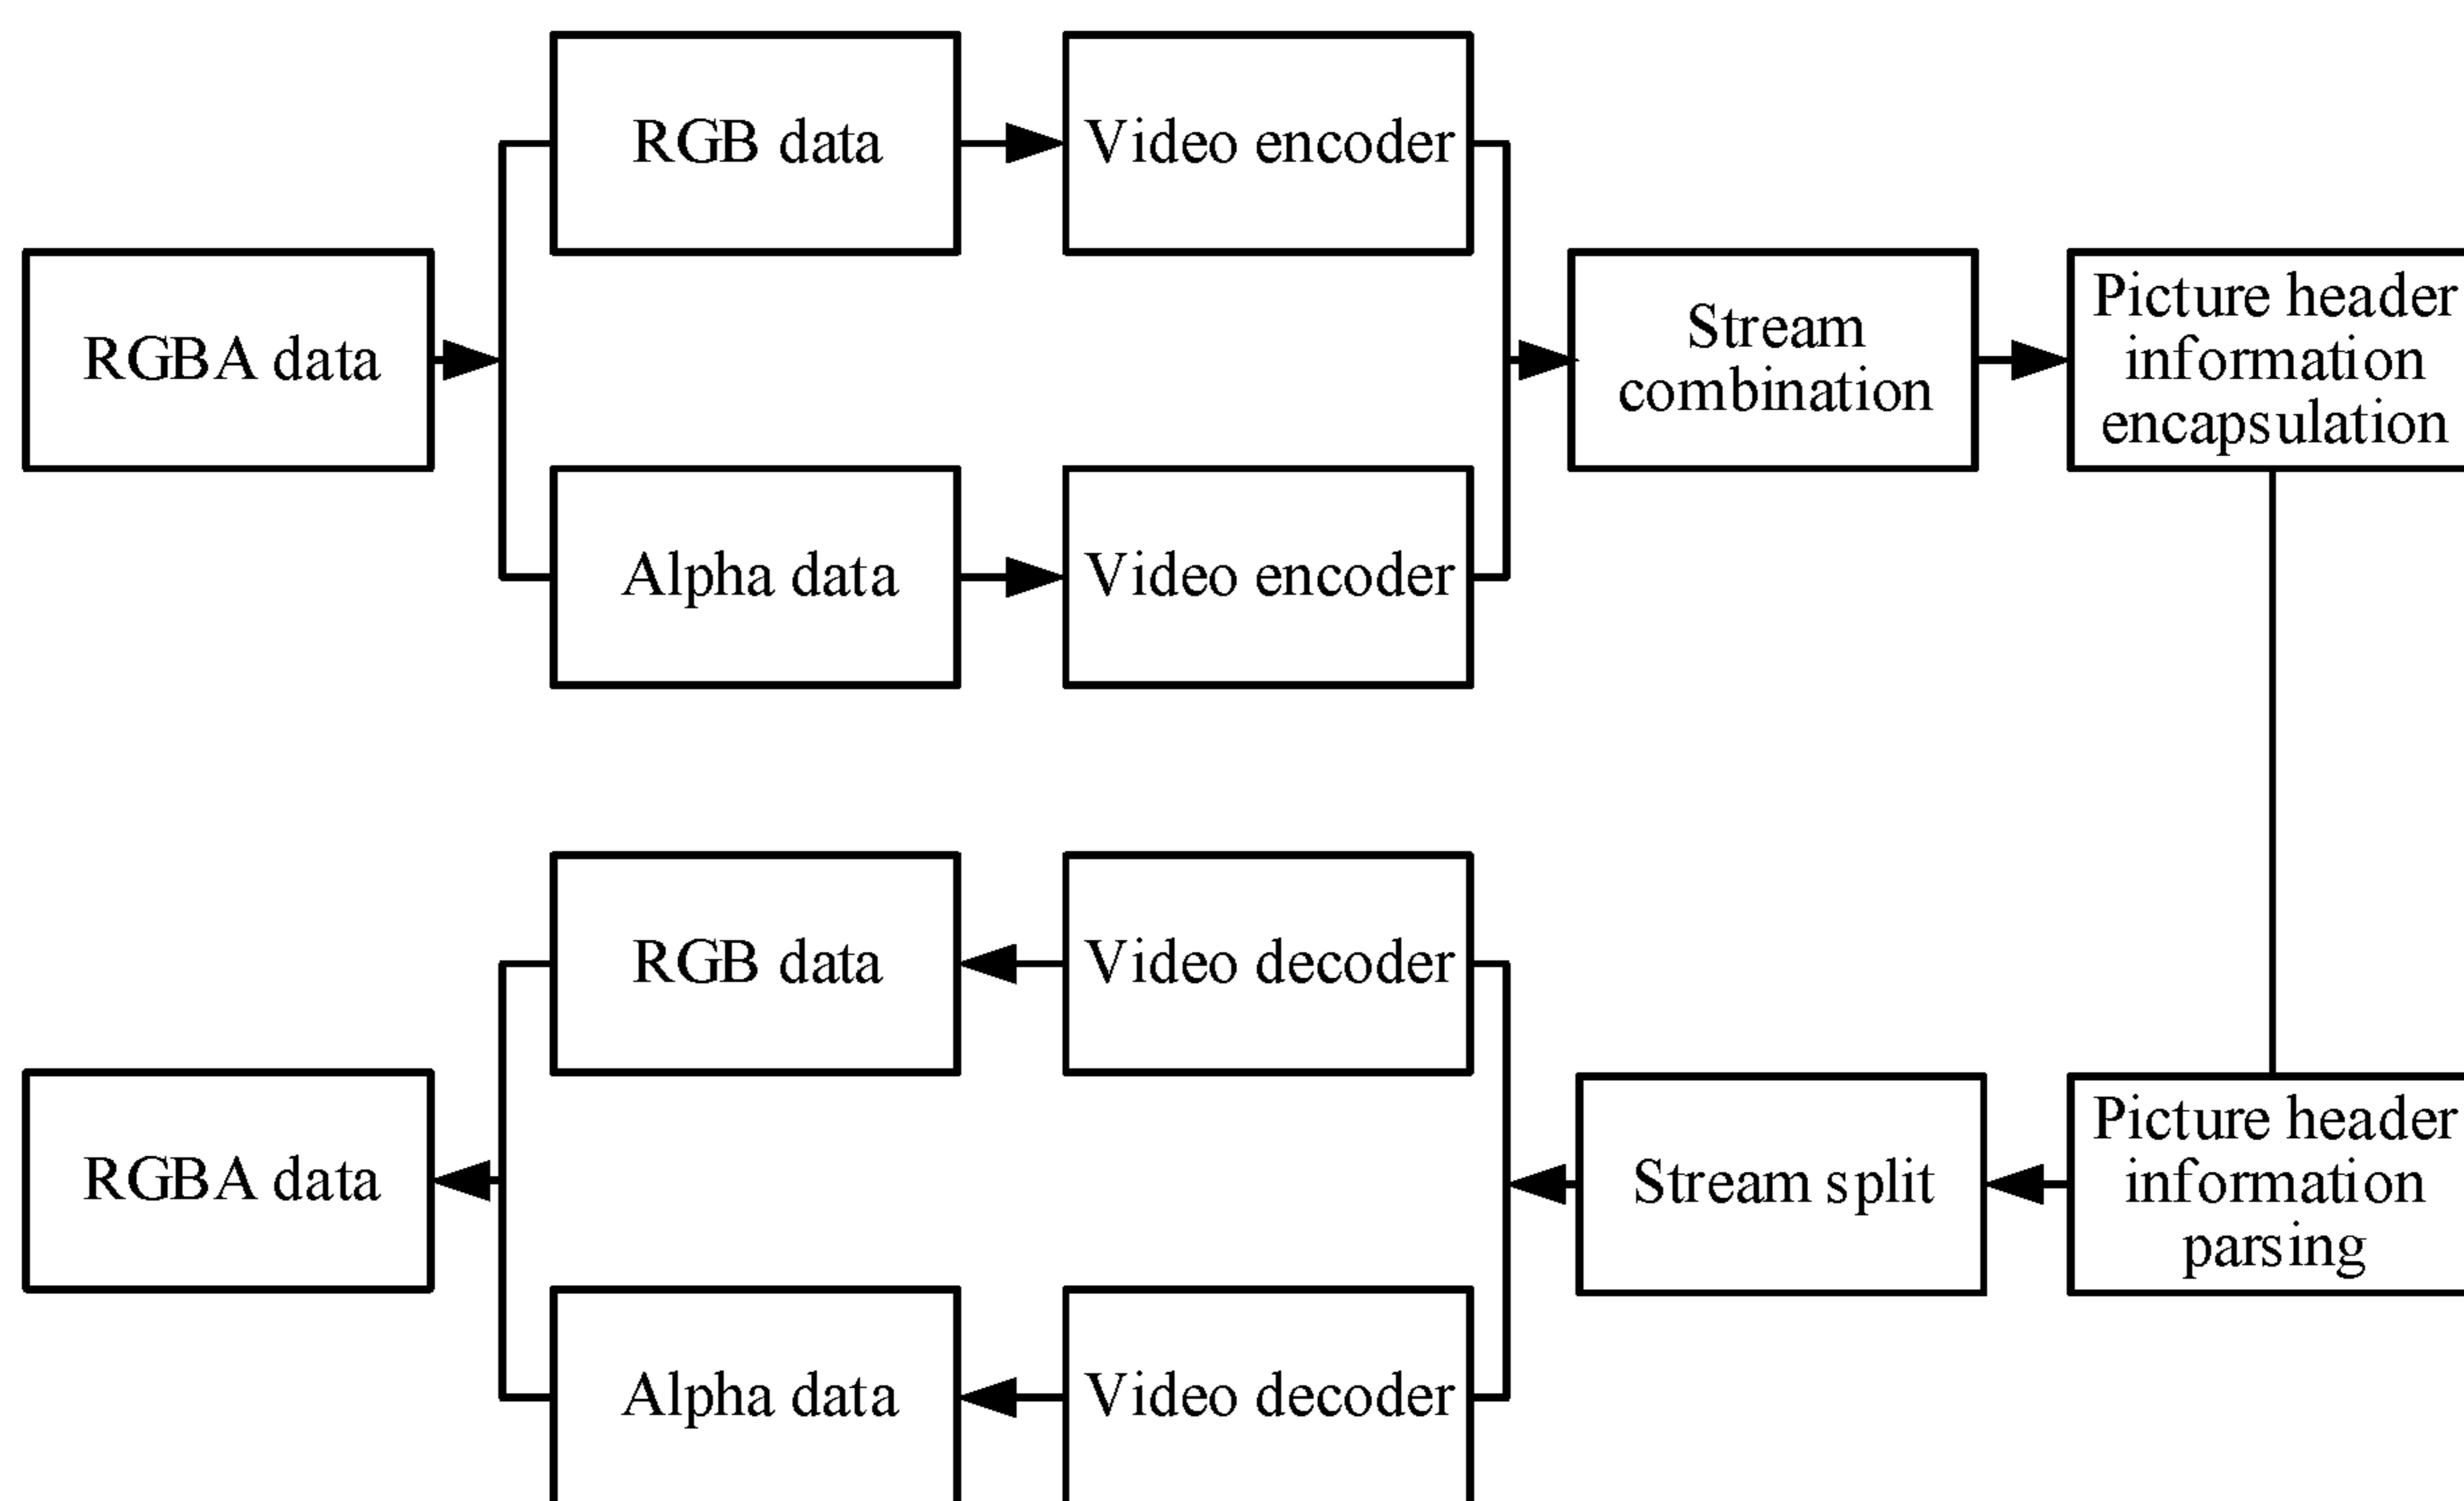 RGB data
Video encoder
RGBA data
Stream
combination
Picture header
information
encapsulation
Alpha data
Video encoder
RGB data
Video decoder
RGBA data
Stream split
Picture header
information
parsing
Alpha data
Video decoder